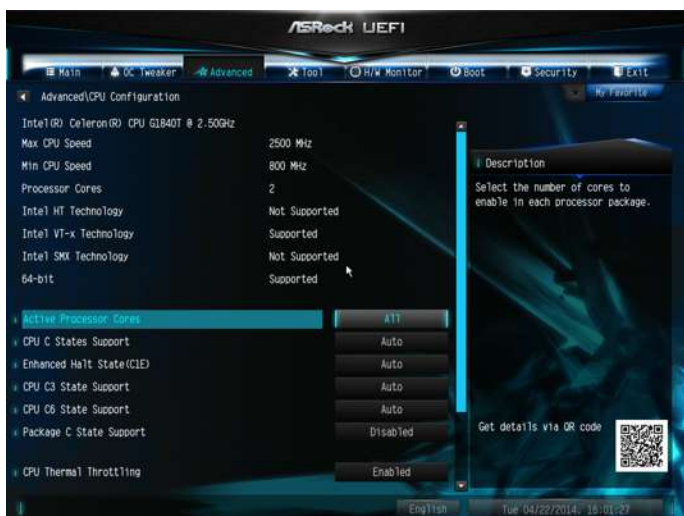 ASRock UEFI
Main OC Tweaker Advanced Tool H/W Monitor Boot Security Exit
Advanced\CPU Configuration
My Favorite
Intel(R) Celeron(R) CPU G1840T @ 2.50GHz
Max CPU Speed 2500 MHz
Min CPU Speed 800 MHz
Processor Cores 2
Intel HT Technology Not Supported
Intel VT-x Technology Supported
Intel SMX Technology Not Supported
64-bit Supported
Active Processor Cores All
CPU C States Support Auto
Enhanced Halt State(C1E) Auto
CPU C3 State Support Auto
CPU C6 State Support Auto
Package C State Support Disabled
CPU Thermal Throttling Enabled
Description
Select the number of cores to
enable in each processor package.
Get details via QR code
English
Tue 04/22/2014. 16:01:27